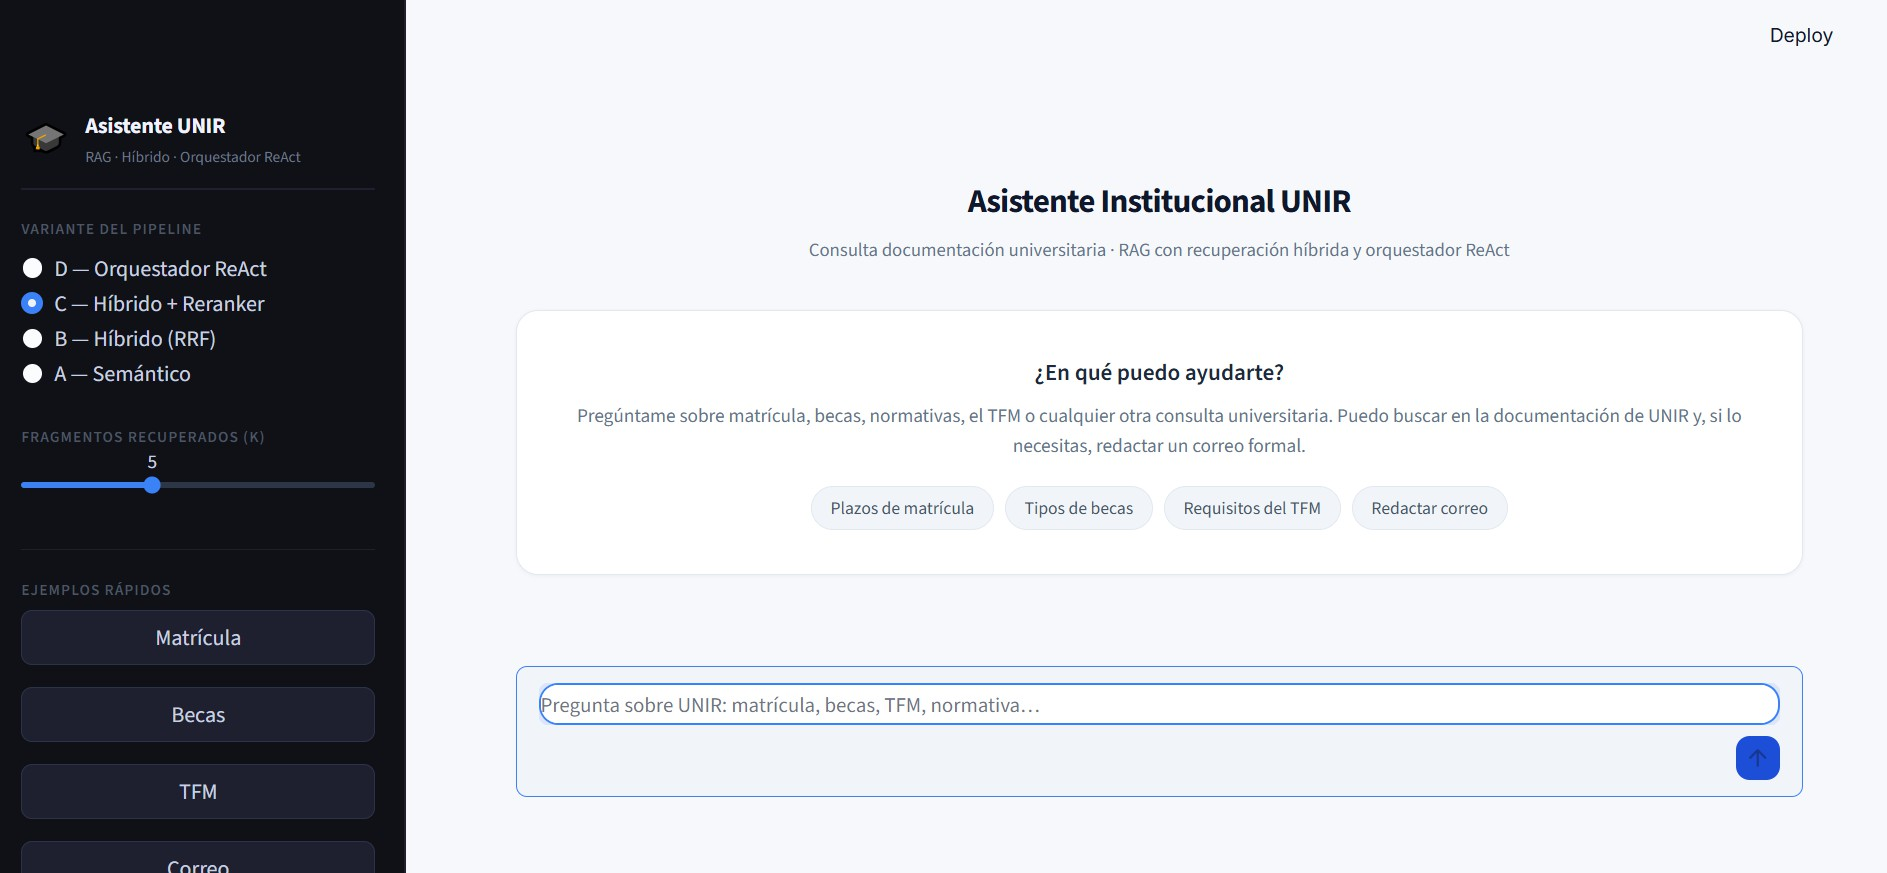 Deploy
Asistente UNIR
RAG · Híbrido · Orquestador ReAct
VARIANTE DEL PIPELINE
D — Orquestador ReAct
C — Híbrido + Reranker
B — Híbrido (RRF)
A — Semántico
FRAGMENTOS RECUPERADOS (K)
5
EJEMPLOS RÁPIDOS
Matrícula
Becas
TFM
Correo
Asistente Institucional UNIR
Consulta documentación universitaria · RAG con recuperación híbrida y orquestador ReAct
¿En qué puedo ayudarte?
Pregúntame sobre matrícula, becas, normativas, el TFM o cualquier otra consulta universitaria. Puedo buscar en la documentación de UNIR y, si lo
necesitas, redactar un correo formal.
Plazos de matrícula
Tipos de becas
Requisitos del TFM
Redactar correo
Pregunta sobre UNIR: matrícula, becas, TFM, normativa…